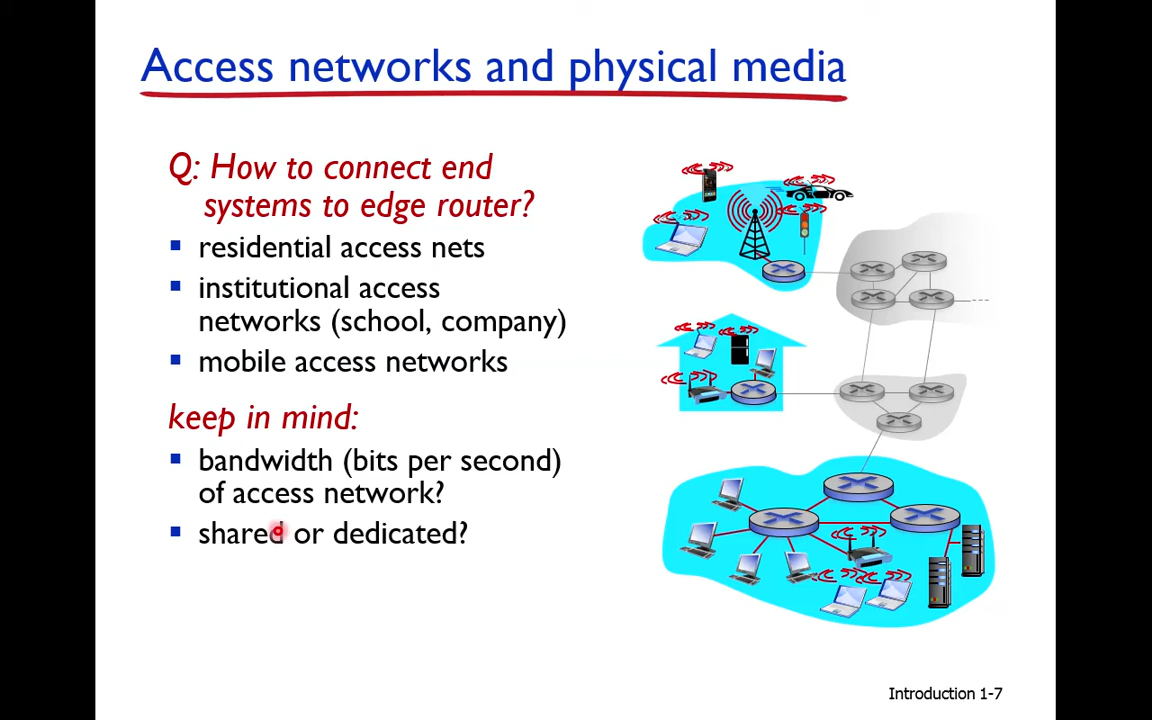 Access networks and physical media
Q: How to connect end
systems to edge router?
residential access nets
institutional access
networks (school, company)
mobile access networks
keep in mind:
bandwidth (bits per second)
of access network?
shared or dedicated?
Introduction 1-7